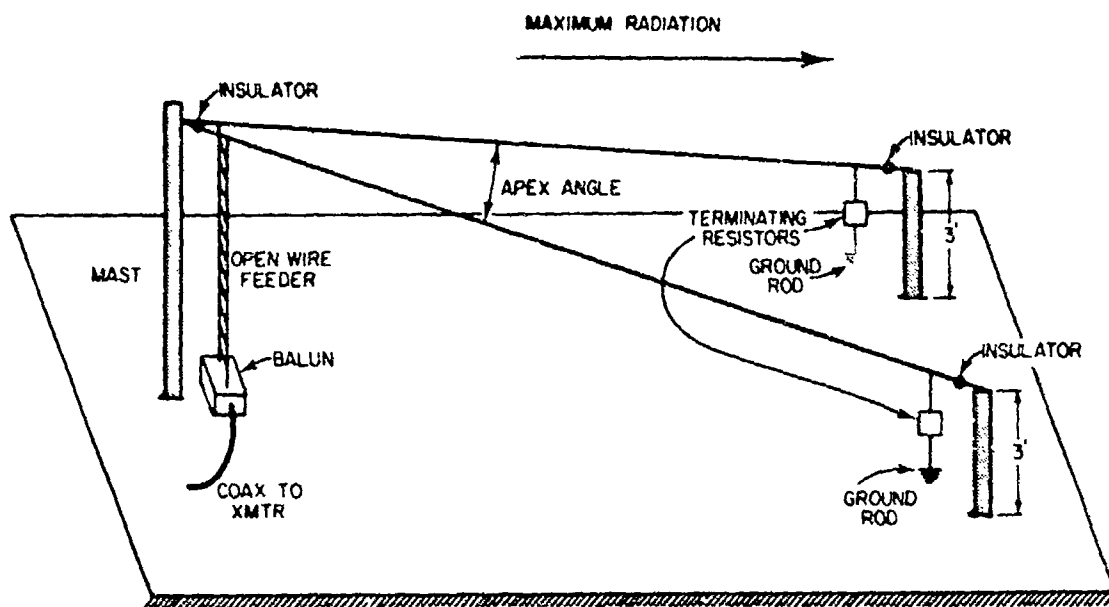 MAXIMUM RADIATION
INSULATOR
INSULATOR
APEX ANGLE
TERMINATING
RESISTORS
3'
MAST
OPEN WIRE
FEEDER
GROUND
ROD
BALUN
INSULATOR
3'
COAX TO
XMTR
GROUND
ROD